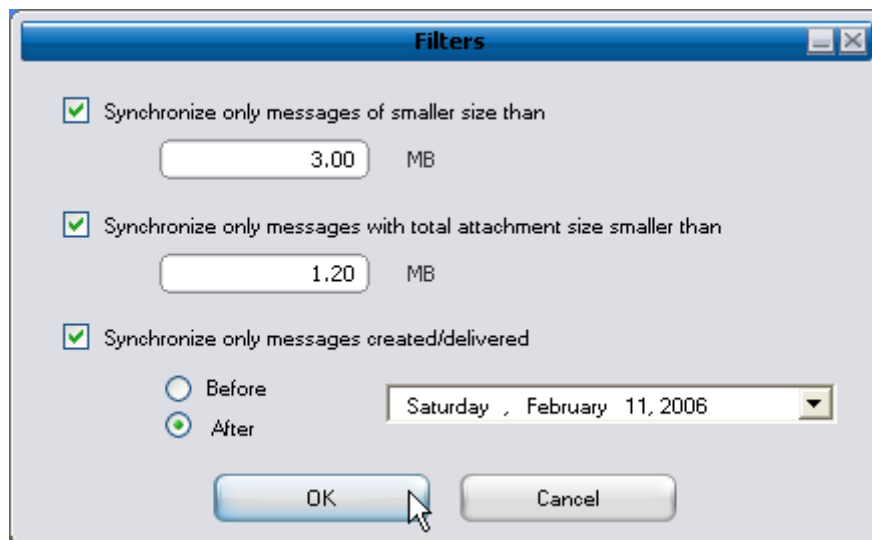 Filters
Synchronize only messages of smaller size than
3.00 MB
Synchronize only messages with total attachment size smaller than
1.20 MB
Synchronize only messages created/delivered
Before
Saturday , February 11, 2006
After
OK Cancel